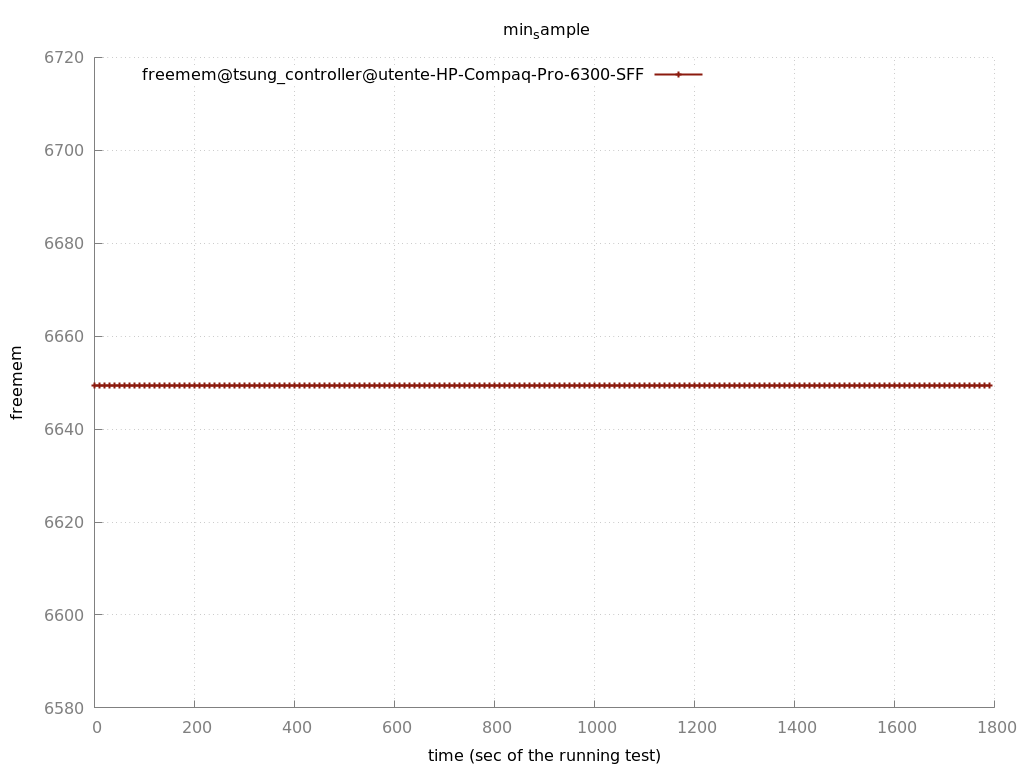 min_sample
6720
freemem@tsung_controller@utente-HP-Compaq-Pro-6300-SFF
6700
6680
6660
6640
6620
6600
6580
freemem
0 200 400 600 800 1000 1200 1400 1600 1800
time (sec of the running test)